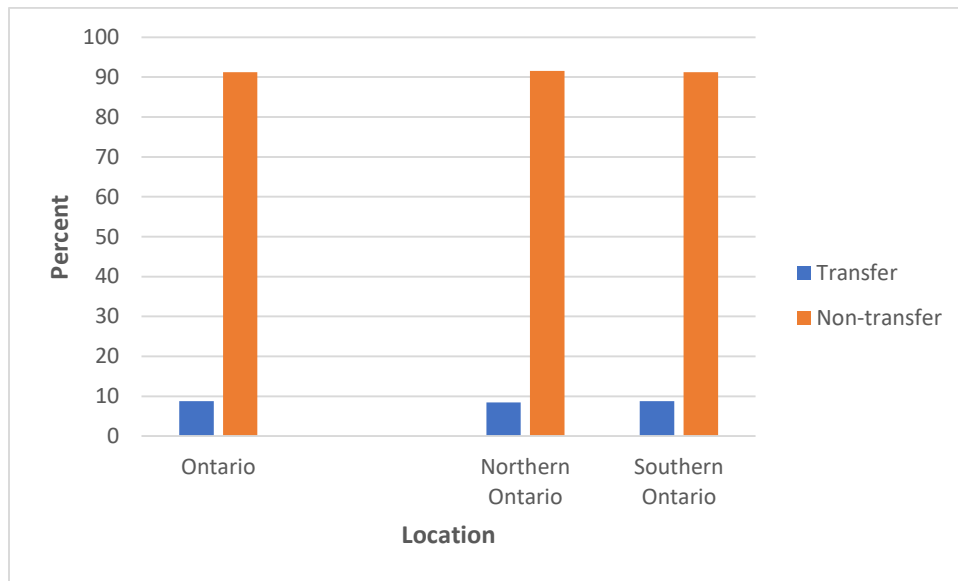 100
90
80
70
60
50
40
30
20
10
0
Percent
Ontario
Northern
Ontario
Southern
Ontario
Location
Transfer
Non-transfer